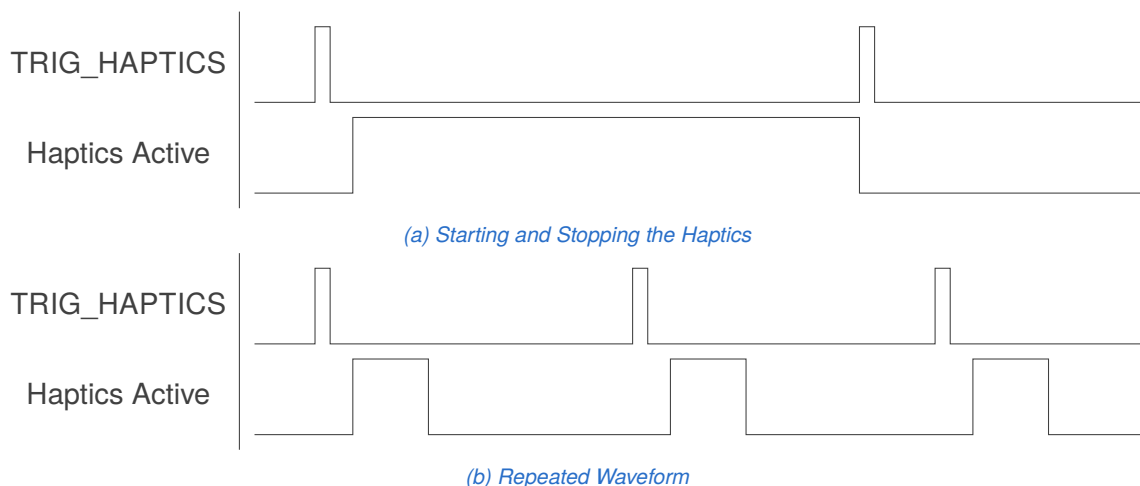 TRIG_HAPTICS
Haptics Active
(a) Starting and Stopping the Haptics
TRIG_HAPTICS
Haptics Active
(b) Repeated Waveform